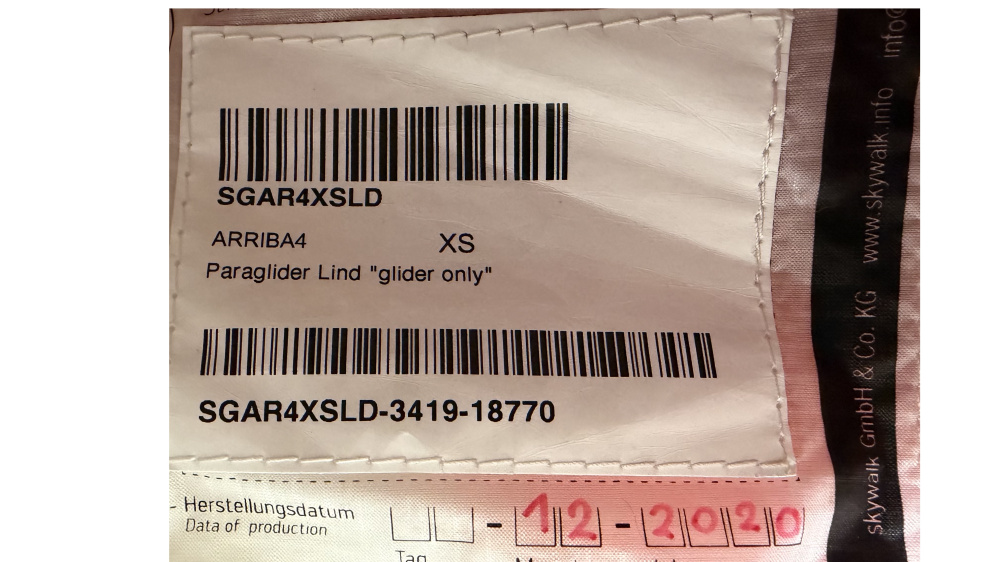 SGAR4XSLD
ARRIBA4 XS
Paraglider Lind "glider only"
SGAR4XSLD-3419-18770
Herstellungsdatum
Data of production
- 12 - 2020
Tag
skywalk GmbH & Co. KG www.skywalk.info info@